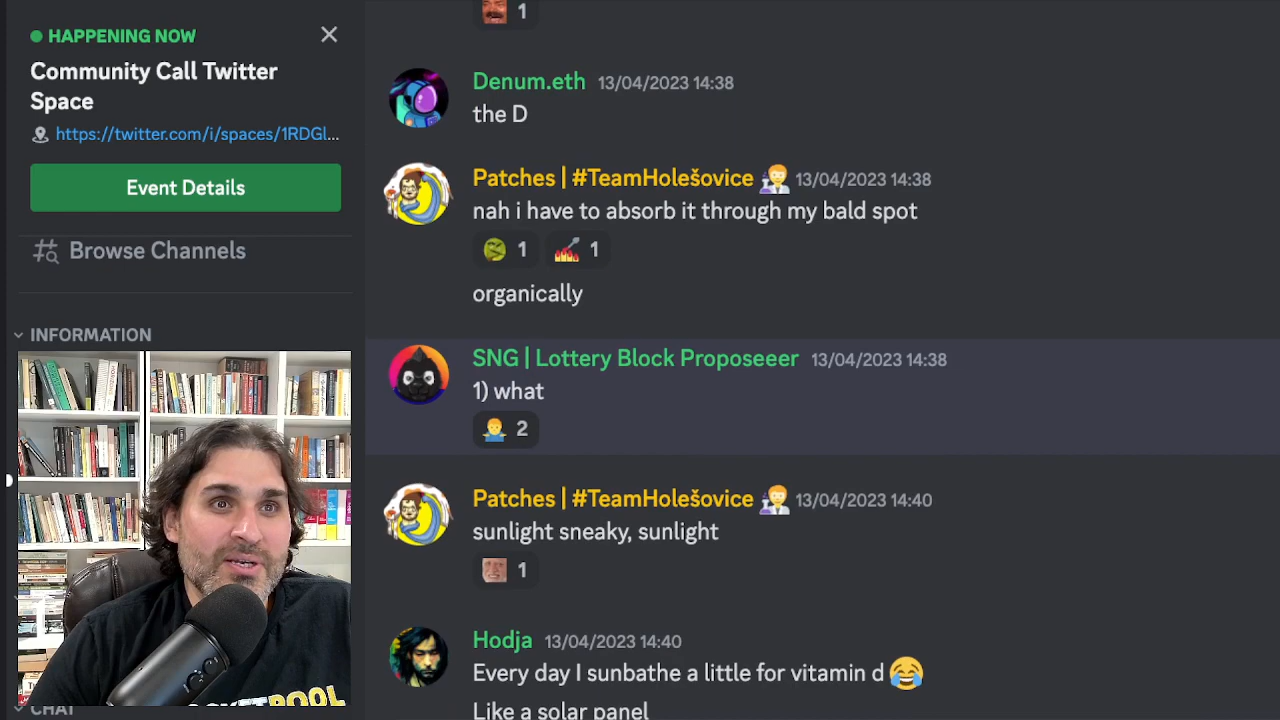 HAPPENING NOW
Community Call Twitter
Space
https://twitter.com/i/spaces/1RDGl...
Event Details
Browse Channels
INFORMATION
CHAT
1
Denum.eth 13/04/2023 14:38
the D
Patches | #TeamHolešovice 13/04/2023 14:38
nah i have to absorb it through my bald spot
1 1
organically
SNG | Lottery Block Proposeeer 13/04/2023 14:38
1) what
2
Patches | #TeamHolešovice 13/04/2023 14:40
sunlight sneaky, sunlight
1
Hodja 13/04/2023 14:40
Every day I sunbathe a little for vitamin d
Like a solar panel